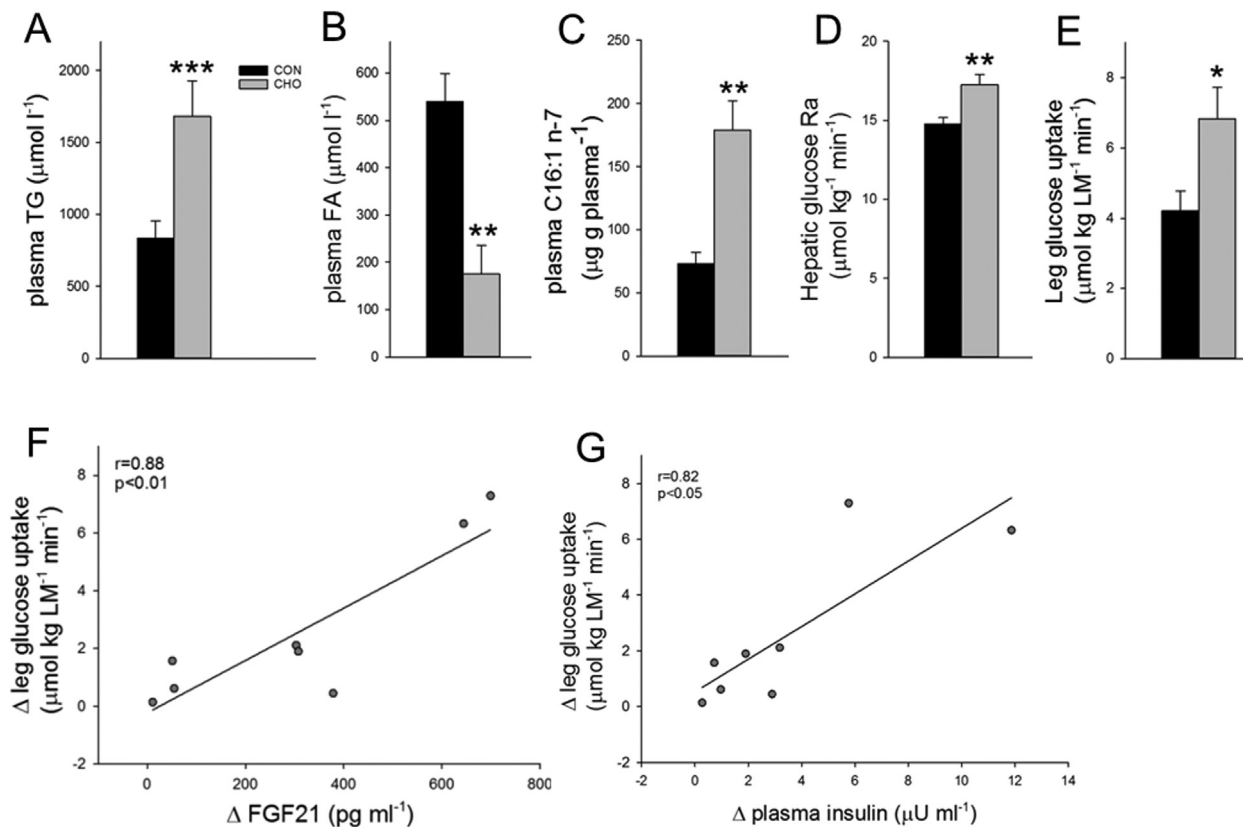 A
plasma TG (μmol l⁻¹)
2000
1500
1000
500
0
***
CON
CHO
B
plasma FA (μmol l⁻¹)
600
500
400
300
200
100
0
**
C
plasma C16:1 n-7
(μg g plasma⁻¹)
250
200
150
100
50
0
**
D
Hepatic glucose Ra
(μmol kg⁻¹ min⁻¹)
20
15
10
5
0
**
E
Leg glucose uptake
(μmol kg LM⁻¹ min⁻¹)
8
6
4
2
0
*
F
r=0.88
p<0.01
Δ leg glucose uptake
(μmol kg LM⁻¹ min⁻¹)
8
6
4
2
0
-2
0 200 400 600 800
Δ FGF21 (pg ml⁻¹)
G
r=0.82
p<0.05
Δ leg glucose uptake
(μmol kg LM⁻¹ min⁻¹)
8
6
4
2
0
-2
-2 0 2 4 6 8 10 12 14
Δ plasma insulin (μU ml⁻¹)